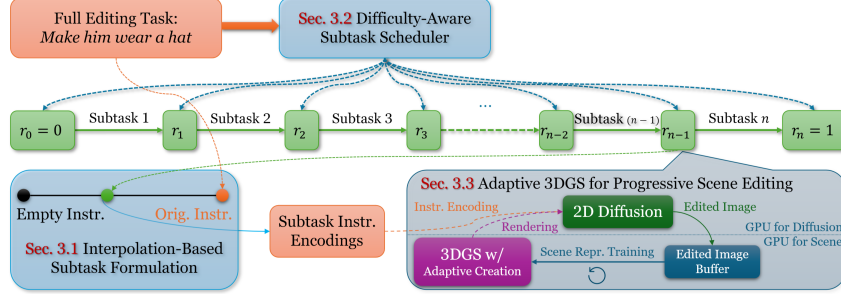 Full Editing Task:
Make him wear a hat
Sec. 3.2 Difficulty-Aware
Subtask Scheduler
...
Subtask 1
Subtask 2
Subtask 3
Subtask (n − 1)
Subtask n
r₀ = 0
r₁
r₂
r₃
rₙ₋₂
rₙ₋₁
rₙ = 1
Empty Instr.
Orig. Instr.
Sec. 3.1 Interpolation-Based
Subtask Formulation
Subtask Instr.
Encodings
Sec. 3.3 Adaptive 3DGS for Progressive Scene Editing
Instr. Encoding
Rendering
2D Diffusion
Edited Image
GPU for Diffusion
GPU for Scene
3DGS w/
Adaptive Creation
Scene Repr. Training
Edited Image
Buffer